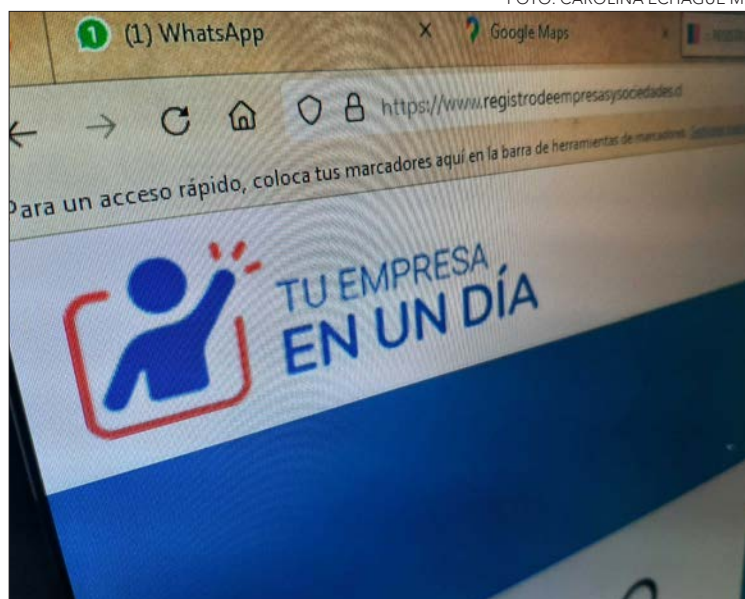 FOTO: CAROLINA ECHAGÜE M
1 (1) WhatsApp
Google Maps
https://www.registrodeempresasysociedades.cl
Para un acceso rápido, coloca tus marcadores aquí en la barra de herramientas de marcadores.
TU EMPRESA
EN UN DÍA